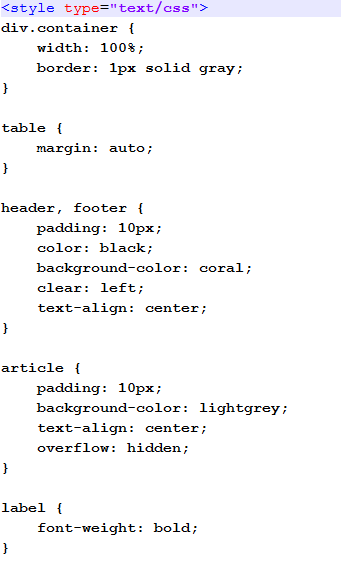 <style type="text/css">
div.container {
    width: 100%;
    border: 1px solid gray;
}

table {
    margin: auto;
}

header, footer {
    padding: 10px;
    color: black;
    background-color: coral;
    clear: left;
    text-align: center;
}

article {
    padding: 10px;
    background-color: lightgrey;
    text-align: center;
    overflow: hidden;
}

label {
    font-weight: bold;
}